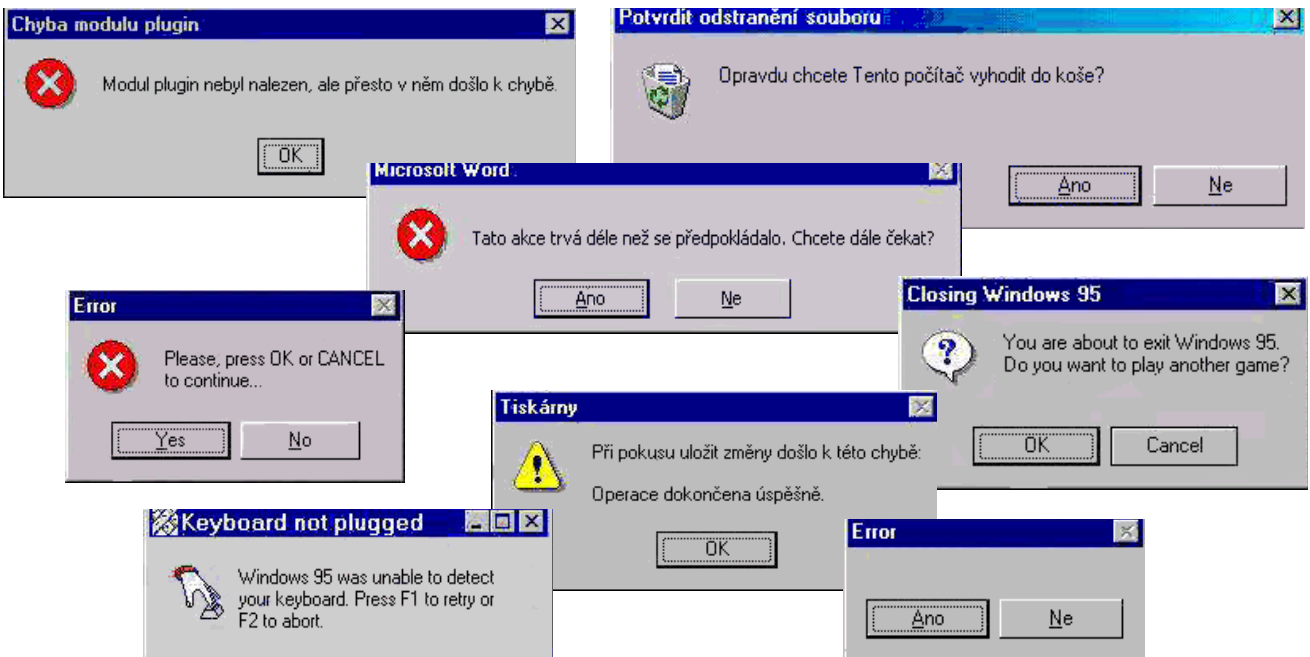 Chyba modulu plugin
Modul plugin nebyl nalezen, ale přesto v něm došlo k chybě.
OK
Potvrdit odstranění souboru
Opravdu chcete Tento počítač vyhodit do koše?
Ano
Ne
Microsoft Word
Tato akce trvá déle než se předpokládalo. Chcete dále čekat?
Ano
Ne
Error
Please, press OK or CANCEL
to continue...
Yes
No
Closing Windows 95
You are about to exit Windows 95.
Do you want to play another game?
OK
Cancel
Tiskárny
Při pokusu uložit změny došlo k této chybě:
Operace dokončena úspěšně.
OK
Keyboard not plugged
Windows 95 was unable to detect
your keyboard. Press F1 to retry or
F2 to abort.
Error
Ano
Ne